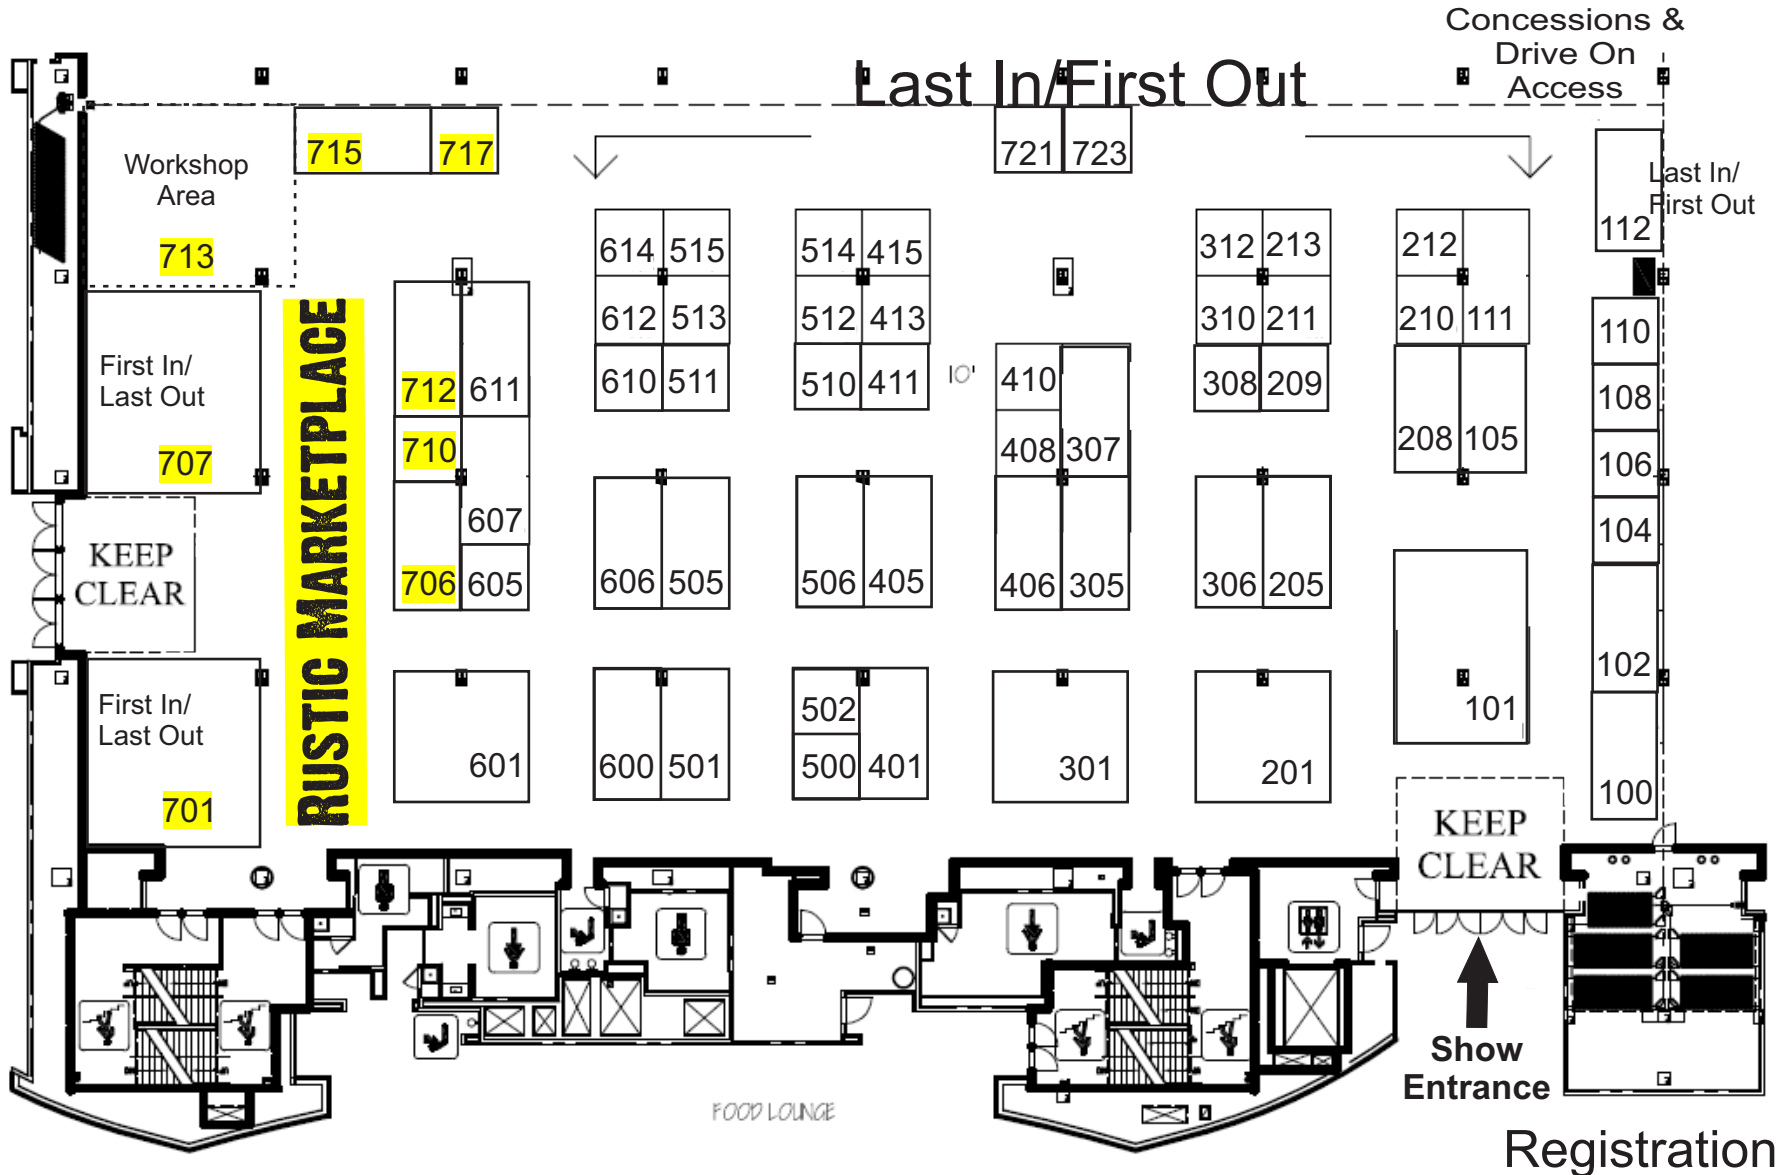 Concessions &
Drive On
Access
Last In/First Out
715 717 721 723
Workshop
Area
713
Last In/
First Out
112
614 515 514 415 312 213 212
612 513 512 413 310 211 210 111
110
First In/
Last Out
712 611 610 511 510 411 10' 410 308 209
108
707
710 408 307 208 105
106
104
RUSTIC MARKETPLACE
KEEP
CLEAR
607
706 605 606 505 506 405 406 305 306 205
102
First In/
Last Out
502 101
601 600 501 500 401 301 201
100
701
KEEP
CLEAR
Show
Entrance
FOOD LOUNGE
Registration